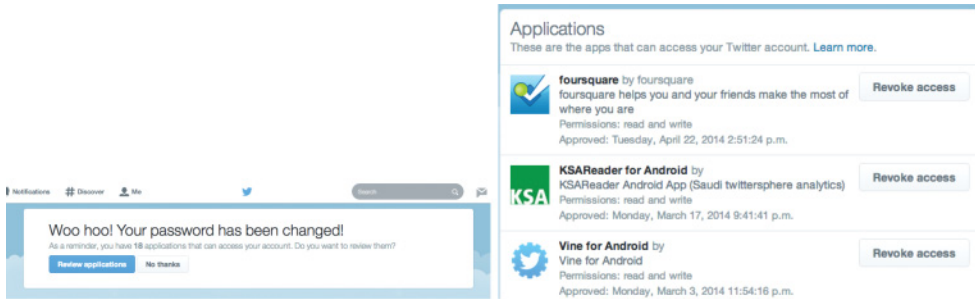 Notifications
# Discover
Me
Search
Woo hoo! Your password has been changed!
As a reminder, you have 18 applications that can access your account. Do you want to review them?
Review applications
No thanks
Applications
These are the apps that can access your Twitter account. Learn more.
foursquare by foursquare
foursquare helps you and your friends make the most of
where you are
Permissions: read and write
Approved: Tuesday, April 22, 2014 2:51:24 p.m.
Revoke access
KSA
KSAReader for Android by
KSAReader Android App (Saudi twittersphere analytics)
Permissions: read and write
Approved: Monday, March 17, 2014 9:41:41 p.m.
Revoke access
Vine for Android by
Vine for Android
Permissions: read and write
Approved: Monday, March 3, 2014 11:54:16 p.m.
Revoke access